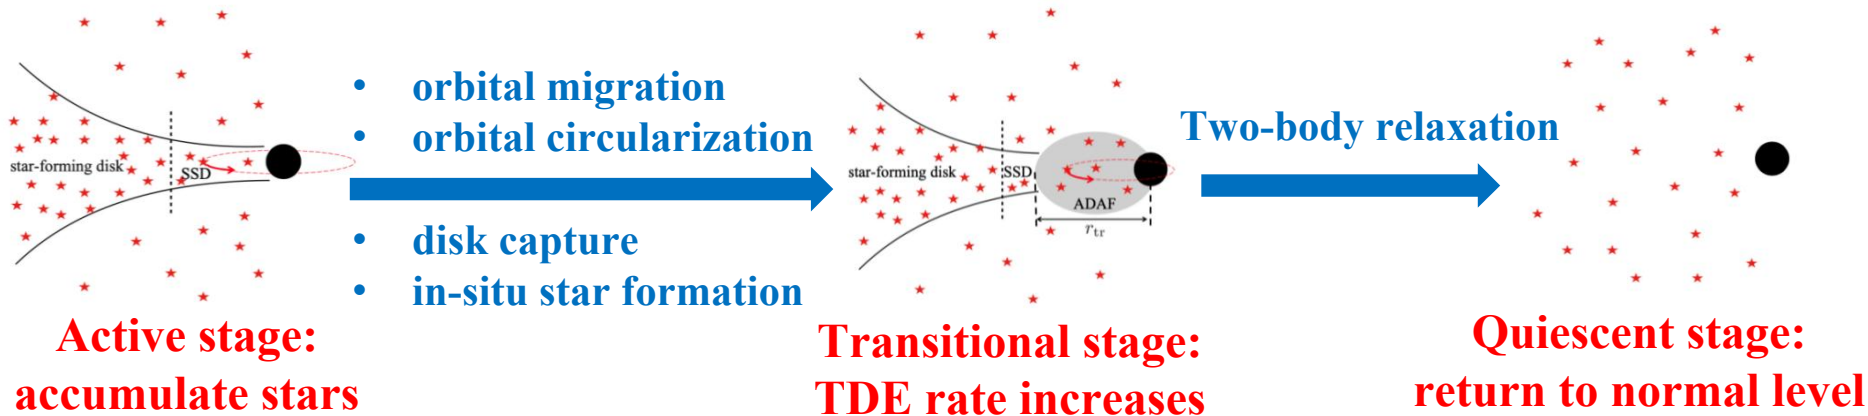 star-forming disk
SSD
Active stage:
accumulate stars
• orbital migration
• orbital circularization
• disk capture
• in-situ star formation
star-forming disk
SSD
ADAF
r_tr
Transitional stage:
TDE rate increases
Two-body relaxation
Quiescent stage:
return to normal level